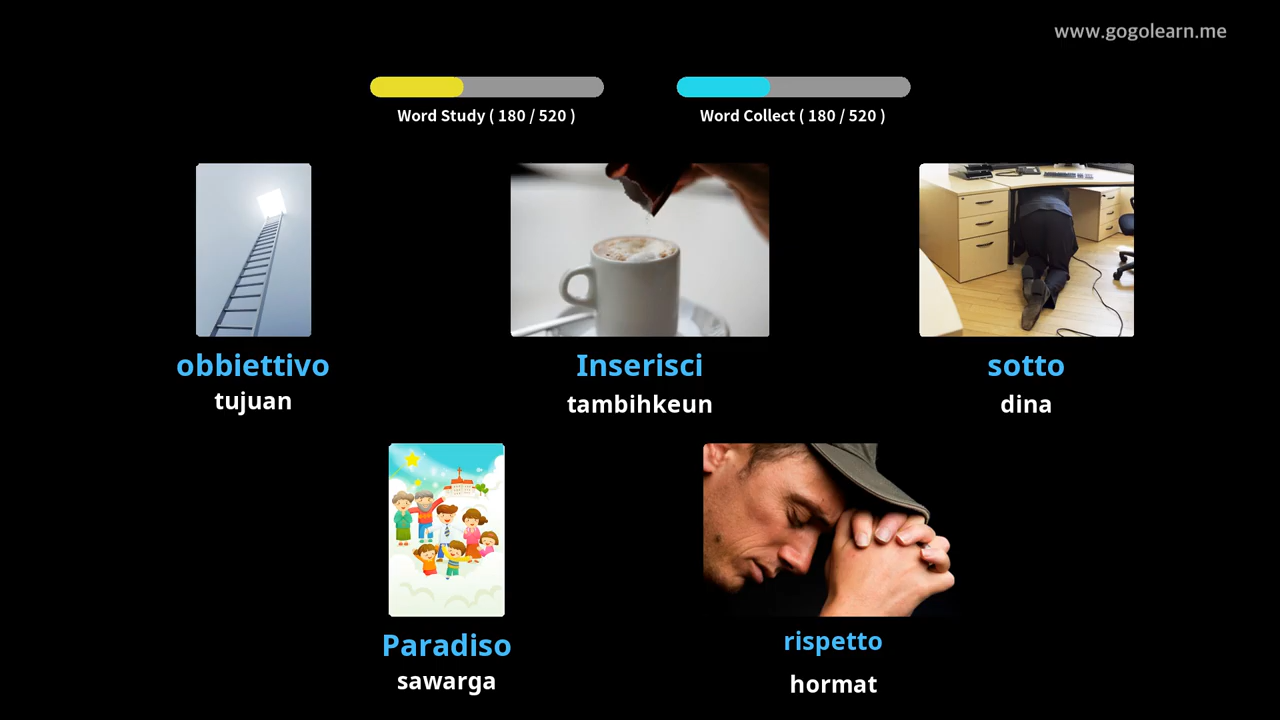 www.gogolearn.me
Word Study ( 180 / 520 )
Word Collect ( 180 / 520 )
obbiettivo
tujuan
Inserisci
tambihkeun
sotto
dina
Paradiso
sawarga
rispetto
hormat